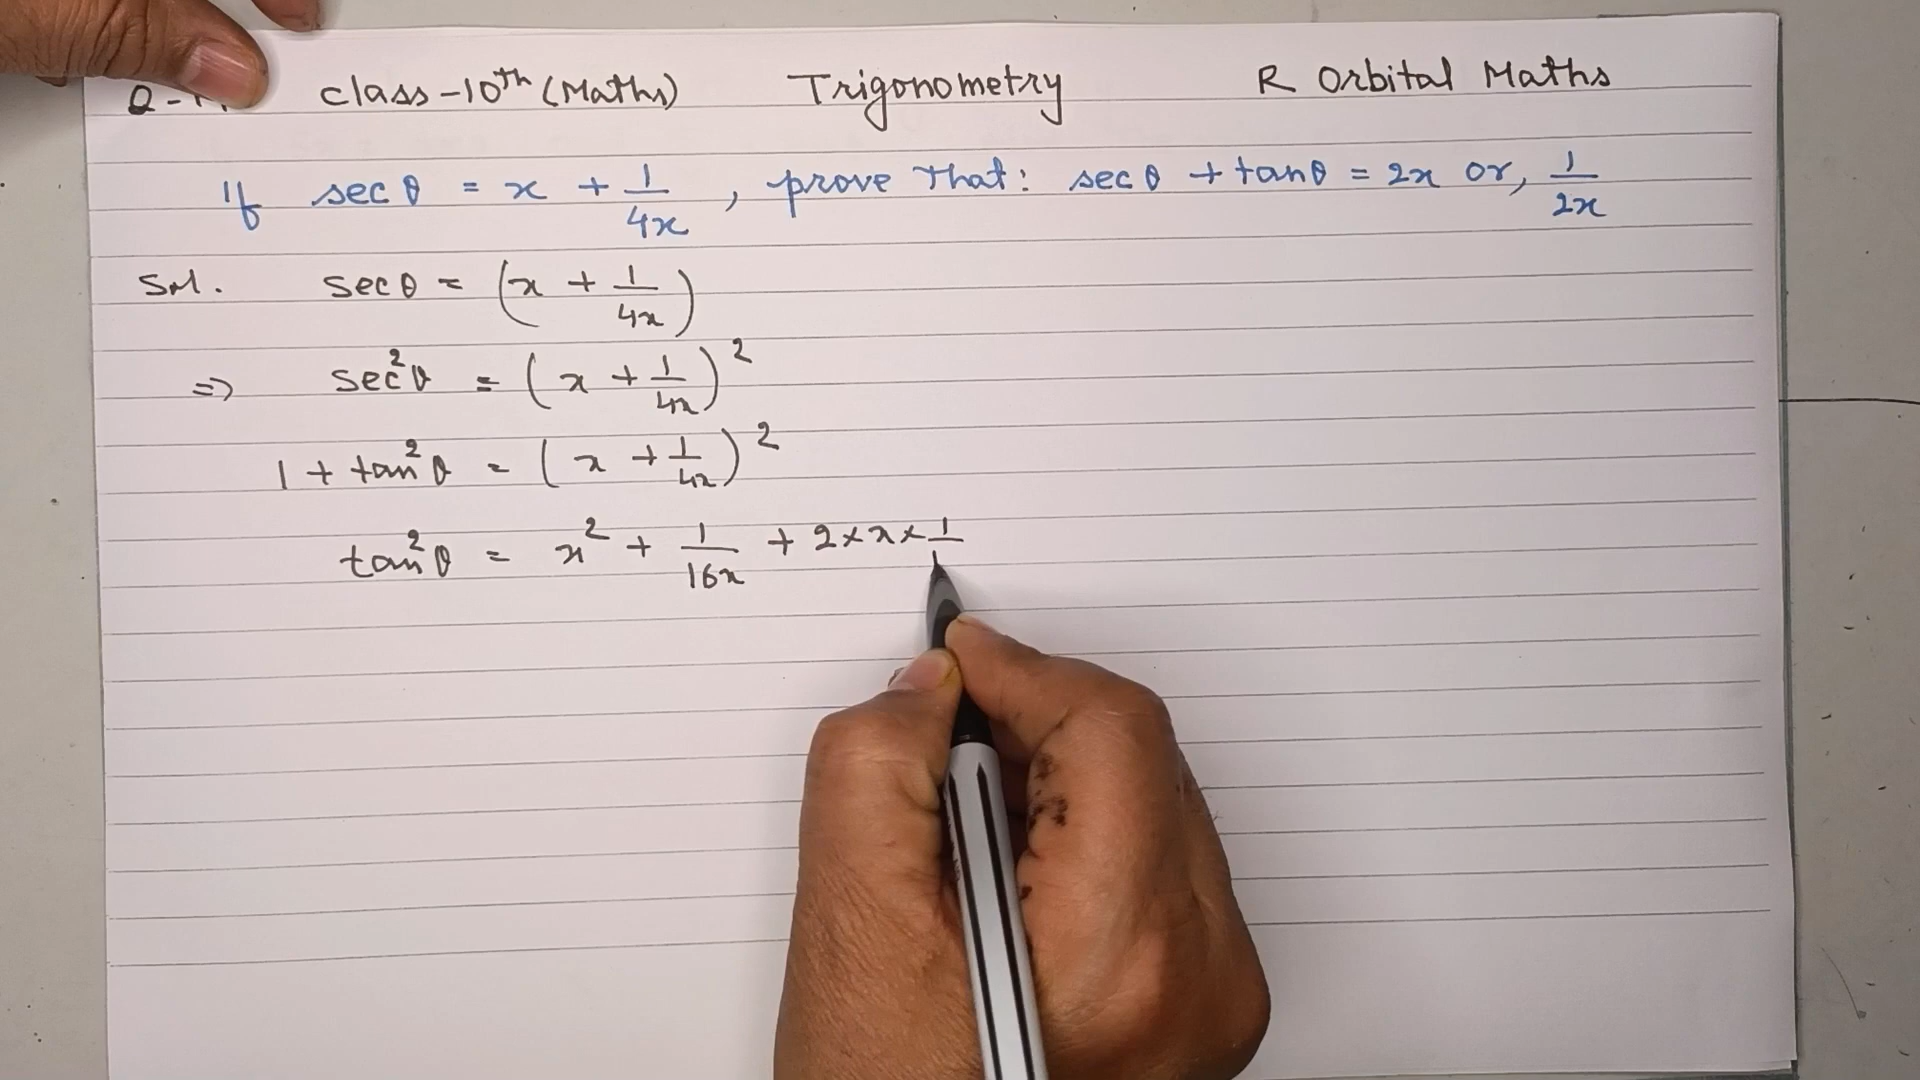 class-10th (Maths) Trigonometry R Orbital Maths
If sec θ = x + 1/4x , prove that: sec θ + tan θ = 2x or, 1/2x
Sol. sec θ = (x + 1/4x)
⇒ sec²θ = (x + 1/4x)²
1 + tan²θ = (x + 1/4x)²
tan²θ = x² + 1/16x + 2 × x × 1/